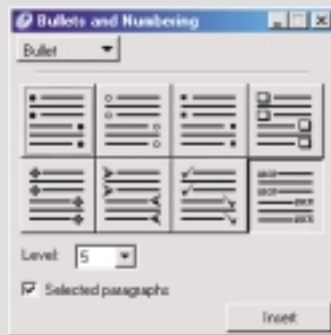 Bullets and Numbering
Bullet
Level: 5
Selected paragraphs
Insert